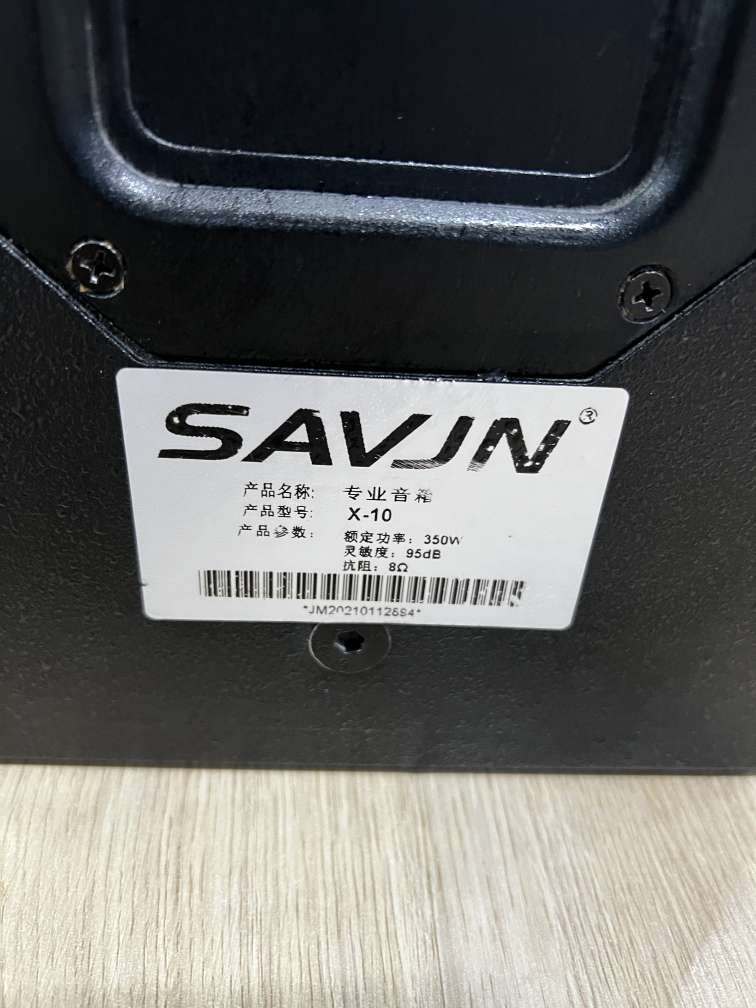 SAVJN®
产品名称: 专业音箱
产品型号: X-10
产品参数: 额定功率: 350W
灵敏度: 95dB
抗阻: 8Ω
*JM20210112884*